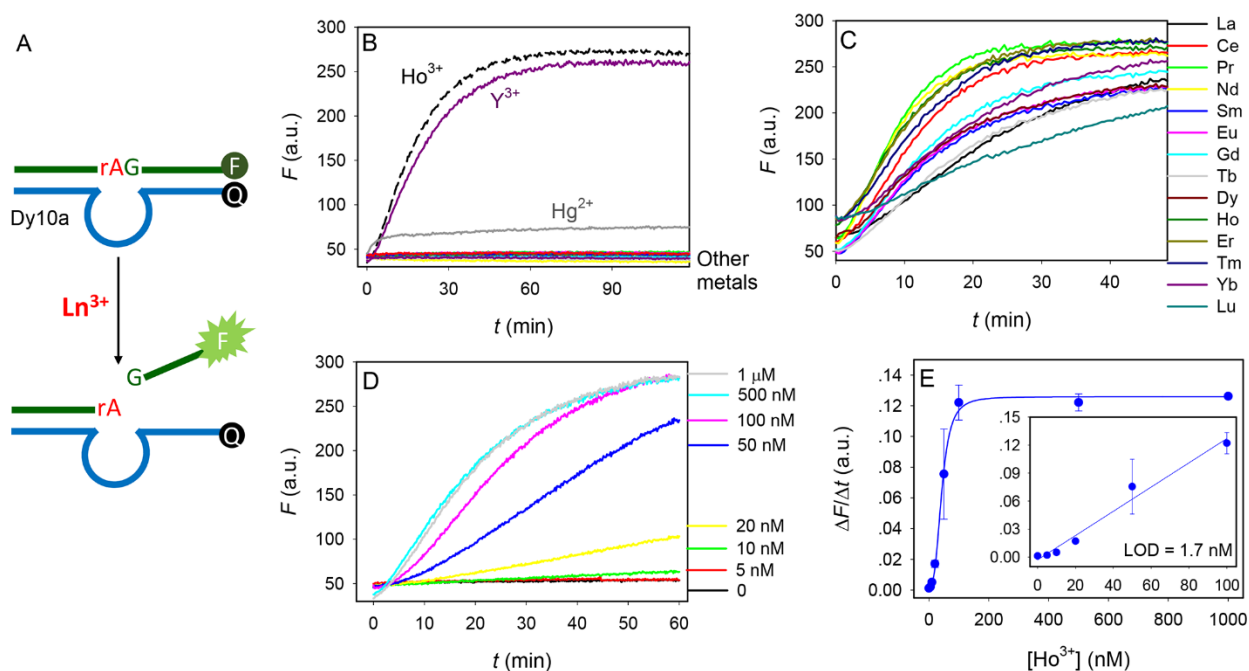 A
rAG
F
Q
Dy10a
Ln³⁺
F
G
rA
Q
B
300
250
200
150
100
50
F (a.u.)
Ho³⁺
Y³⁺
Hg²⁺
Other
metals
0 30 60 90
t (min)
C
300
250
200
150
100
50
F (a.u.)
0 10 20 30 40
t (min)
La
Ce
Pr
Nd
Sm
Eu
Gd
Tb
Dy
Ho
Er
Tm
Yb
Lu
D
300
250
200
150
100
50
F (a.u.)
1 μM
500 nM
100 nM
50 nM
20 nM
10 nM
5 nM
0
0 10 20 30 40 50 60
t (min)
E
.14
.12
.10
.08
.06
.04
.02
0.00
ΔF/Δt (a.u.)
.15
.12
.09
.06
.03
0.00
LOD = 1.7 nM
0 20 40 60 80 100
0 200 400 600 800 1000
[Ho³⁺] (nM)